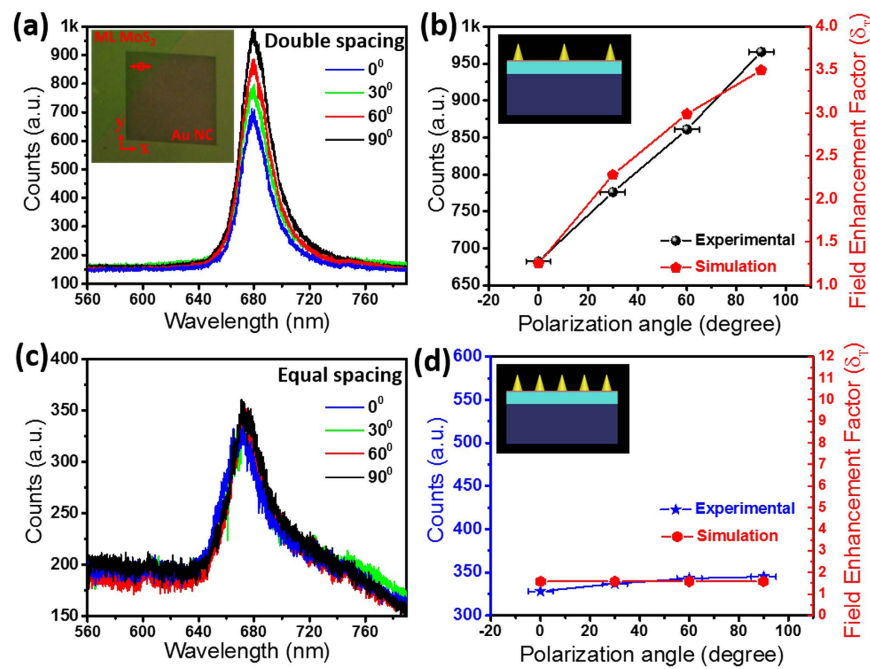 (a)
1k
900
800
700
600
500
400
300
200
100
Counts (a.u.)
ML MoS₂
y
x
Au NC
Double spacing
0⁰
30⁰
60⁰
90⁰
560 600 640 680 720 760
Wavelength (nm)
(b)
1k
950
900
850
800
750
700
650
Counts (a.u.)
Experimental
Simulation
4.0
3.5
3.0
2.5
2.0
1.5
1.0
Field Enhancement Factor (δT)
-20 0 20 40 60 80 100
Polarization angle (degree)
(c)
400
350
300
250
200
150
Counts (a.u.)
Equal spacing
0⁰
30⁰
60⁰
90⁰
560 600 640 680 720 760
Wavelength (nm)
(d)
600
550
500
450
400
350
300
Counts (a.u.)
Experimental
Simulation
12
11
10
9
8
7
6
5
4
3
2
1
0
Field Enhancement Factor (δT)
-20 0 20 40 60 80 100
Polarization angle (degree)